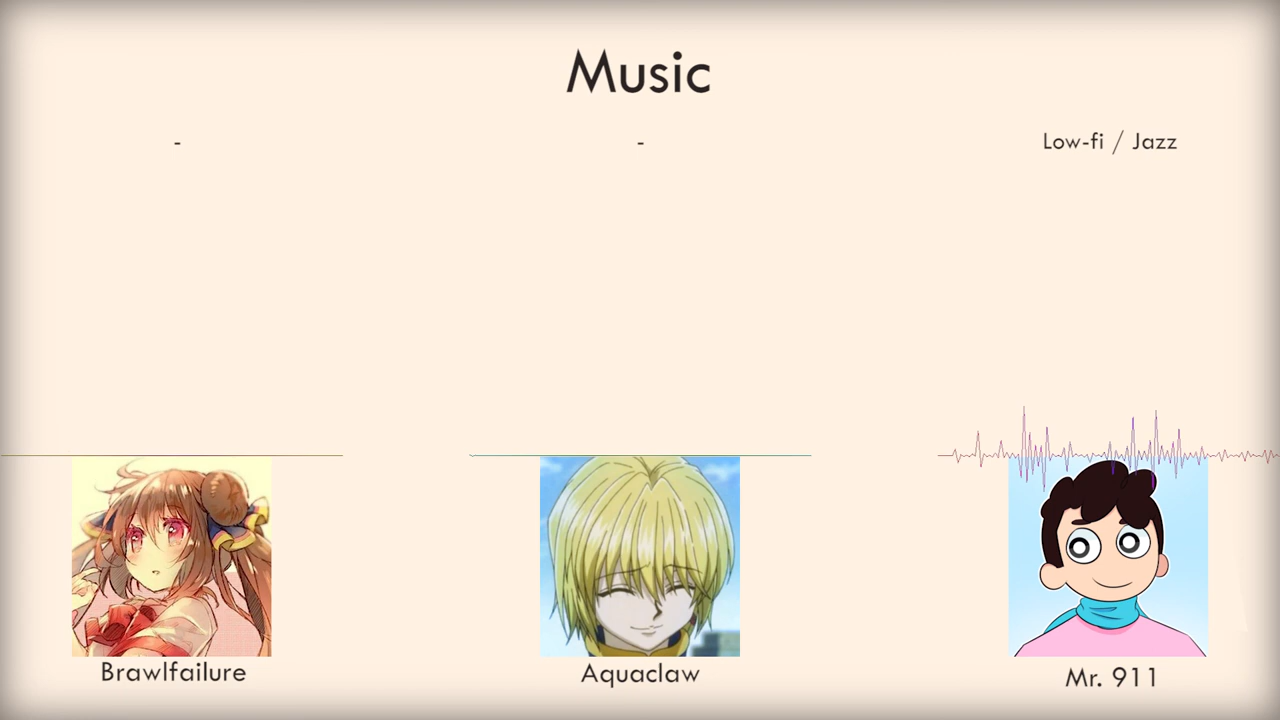 Music
-
-
Low-fi / Jazz
Brawlfailure
Aquaclaw
Mr. 911